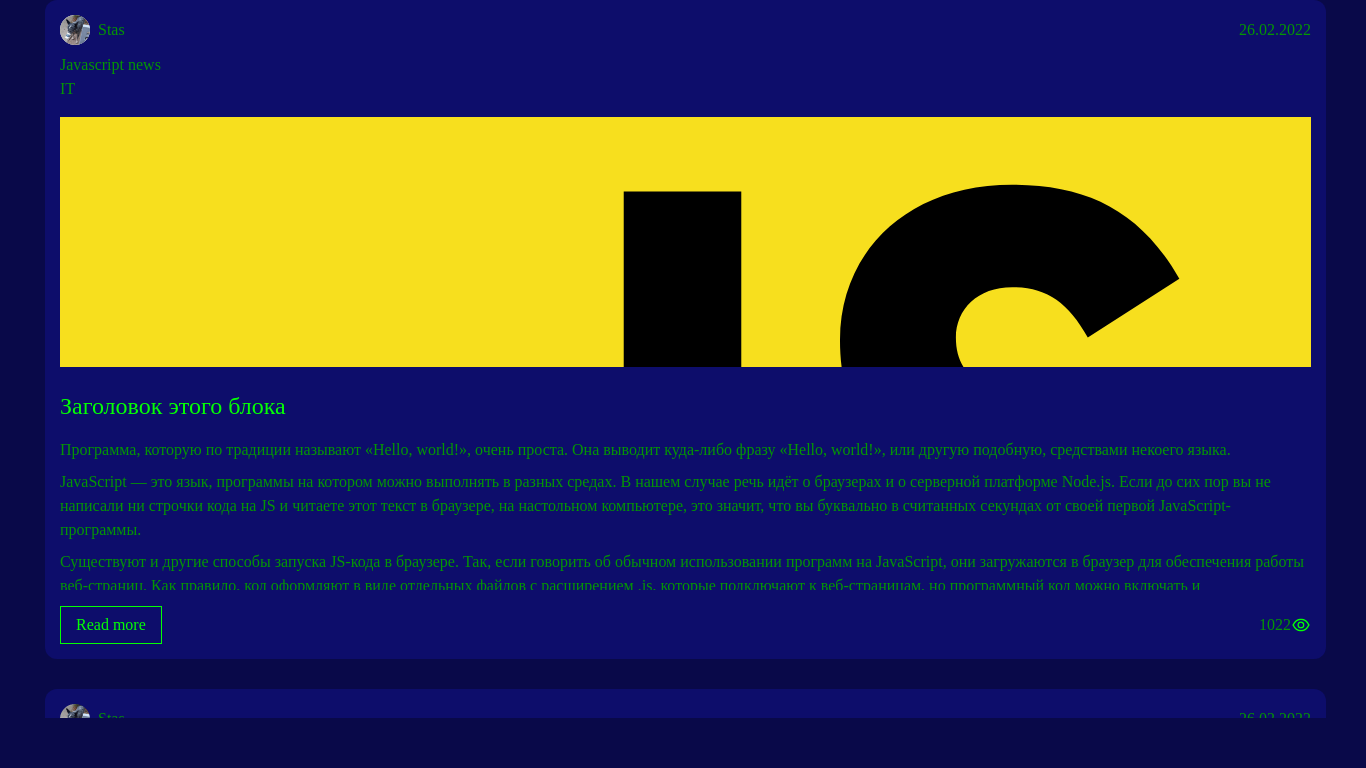 Stas
26.02.2022
Javascript news
IT
JS
Заголовок этого блока
Программа, которую по традиции называют «Hello, world!», очень проста. Она выводит куда-либо фразу «Hello, world!», или другую подобную, средствами некоего языка.
JavaScript — это язык, программы на котором можно выполнять в разных средах. В нашем случае речь идёт о браузерах и о серверной платформе Node.js. Если до сих пор вы не
написали ни строчки кода на JS и читаете этот текст в браузере, на настольном компьютере, это значит, что вы буквально в считанных секундах от своей первой JavaScript-
программы.
Существуют и другие способы запуска JS-кода в браузере. Так, если говорить об обычном использовании программ на JavaScript, они загружаются в браузер для обеспечения работы
веб-страниц. Как правило, код оформляют в виде отдельных файлов с расширением .js, которые подключают к веб-страницам, но программный код можно включать и
Read more
1022
Stas
26.02.2022